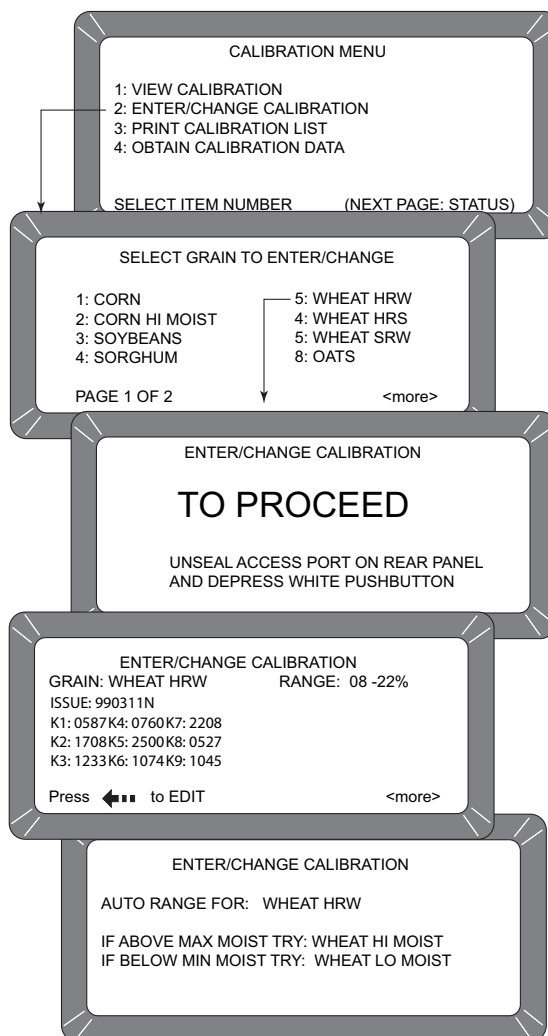 CALIBRATION MENU
1: VIEW CALIBRATION
2: ENTER/CHANGE CALIBRATION
3: PRINT CALIBRATION LIST
4: OBTAIN CALIBRATION DATA
SELECT ITEM NUMBER (NEXT PAGE: STATUS)
SELECT GRAIN TO ENTER/CHANGE
1: CORN 5: WHEAT HRW
2: CORN HI MOIST 4: WHEAT HRS
3: SOYBEANS 5: WHEAT SRW
4: SORGHUM 8: OATS
PAGE 1 OF 2 <more>
ENTER/CHANGE CALIBRATION
TO PROCEED
UNSEAL ACCESS PORT ON REAR PANEL
AND DEPRESS WHITE PUSHBUTTON
ENTER/CHANGE CALIBRATION
GRAIN: WHEAT HRW RANGE: 08 -22%
ISSUE: 990311N
K1: 0587K4: 0760K7: 2208
K2: 1708K5: 2500K8: 0527
K3: 1233K6: 1074K9: 1045
Press to EDIT <more>
ENTER/CHANGE CALIBRATION
AUTO RANGE FOR: WHEAT HRW
IF ABOVE MAX MOIST TRY: WHEAT HI MOIST
IF BELOW MIN MOIST TRY: WHEAT LO MOIST